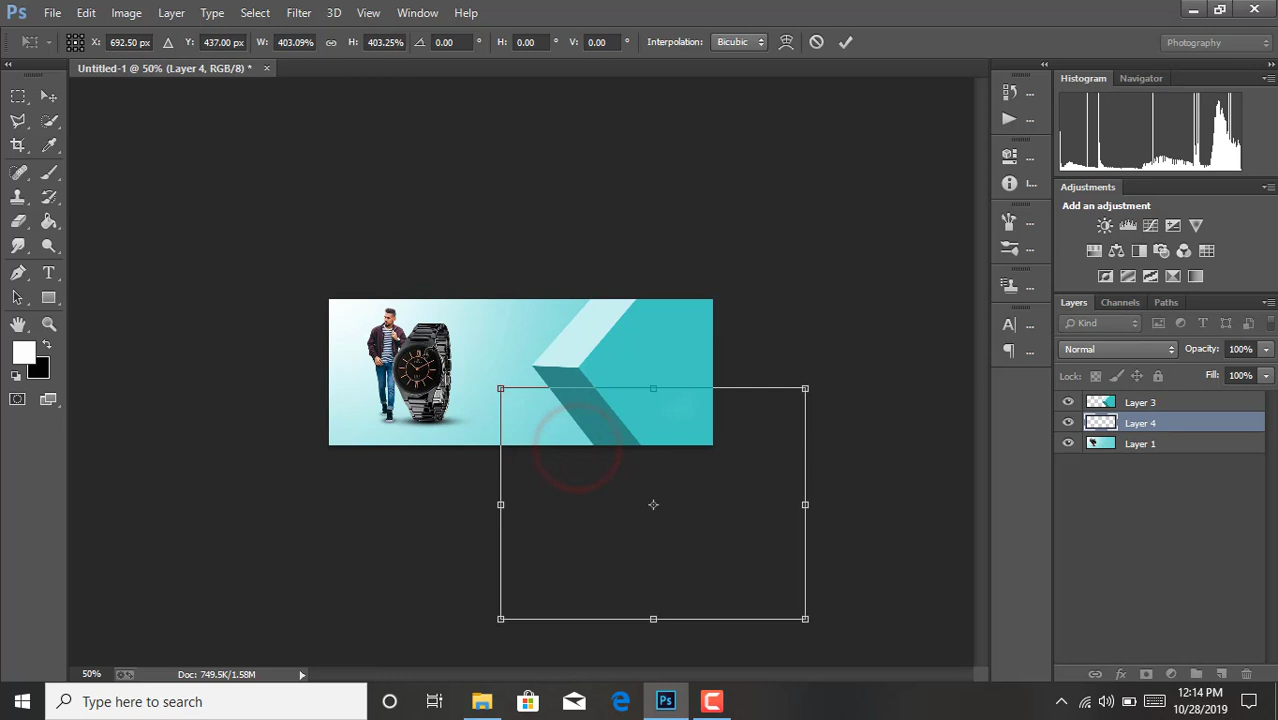 Ps File Edit Image Layer Type Select Filter 3D View Window Help
X: 692.50 px Y: 437.00 px W: 403.09% H: 403.25% 0.00 ° H: 0.00 ° V: 0.00 ° Interpolation: Bicubic Photography
Untitled-1 @ 50% (Layer 4, RGB/8) * ×
Histogram Navigator
Adjustments
Add an adjustment
Layers Channels Paths
Kind
Normal Opacity: 100%
Lock: Fill: 100%
Layer 3
Layer 4
Layer 1
50% Doc: 749.5K/1.58M
Type here to search
Ps
12:14 PM
10/28/2019